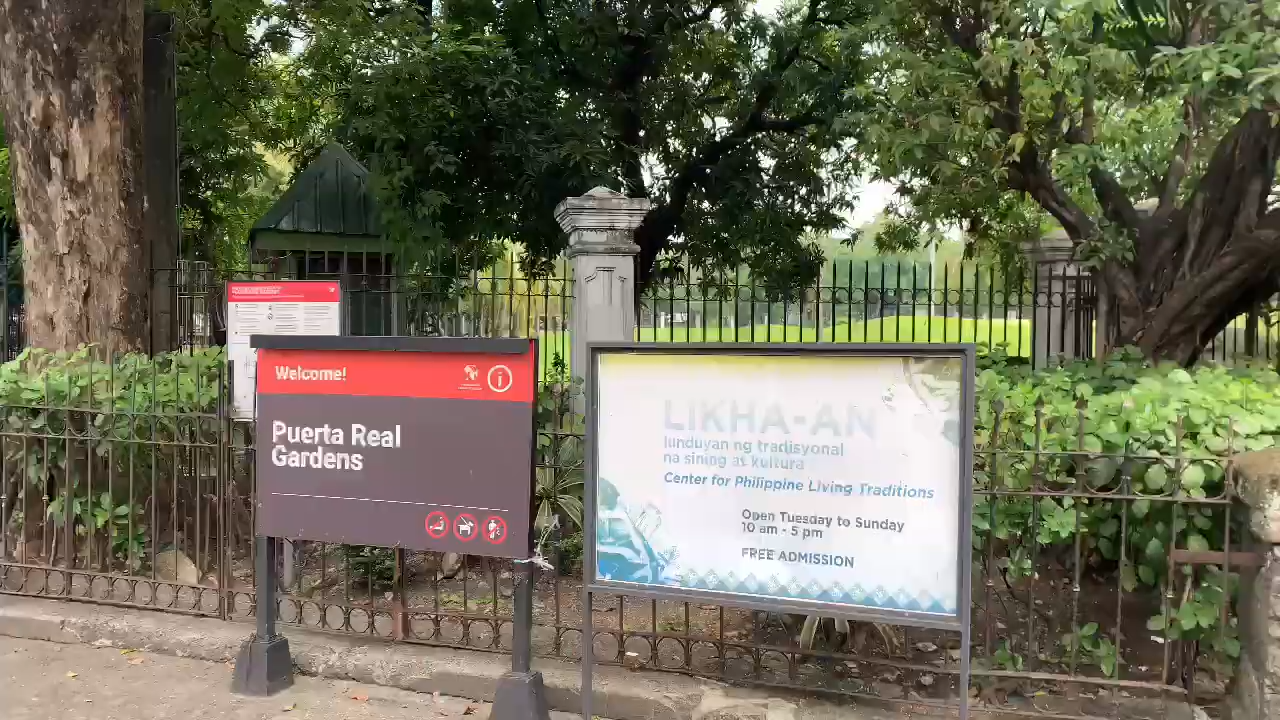 Welcome!
Puerta Real
Gardens
LIKHA-AN
lunduyan ng tradisyonal
na sining at kultura
Center for Philippine Living Traditions
Open Tuesday to Sunday
10 am - 5 pm
FREE ADMISSION